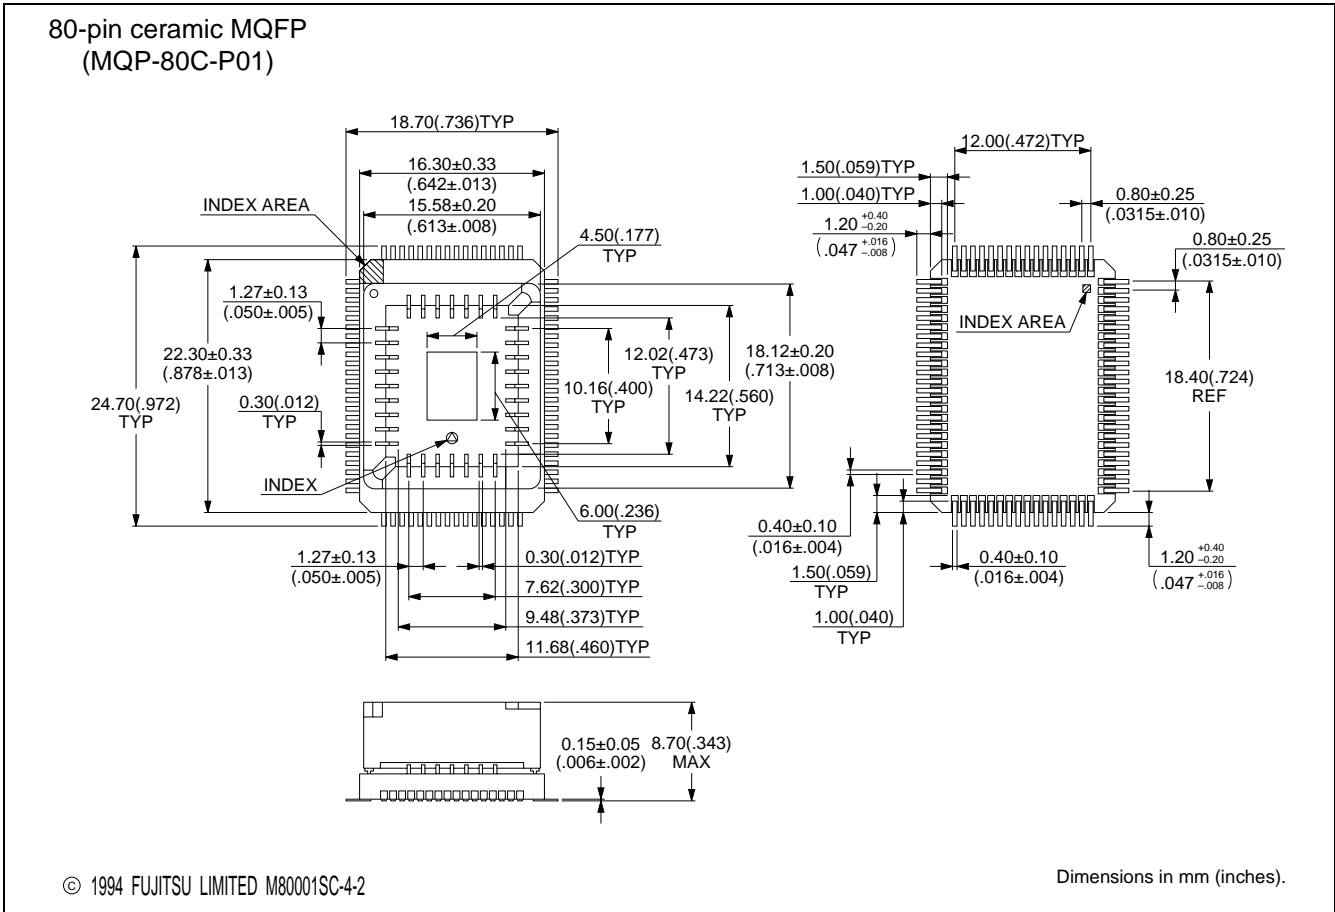 80-pin ceramic MQFP
(MQP-80C-P01)
18.70(.736)TYP
16.30±0.33
(.642±.013)
15.58±0.20
(.613±.008)
INDEX AREA
4.50(.177)
TYP
1.27±0.13
(.050±.005)
22.30±0.33
(.878±.013)
24.70(.972)
TYP
0.30(.012)
TYP
INDEX
12.02(.473)
TYP
10.16(.400)
TYP
14.22(.560)
TYP
18.12±0.20
(.713±.008)
6.00(.236)
TYP
1.27±0.13
(.050±.005)
0.30(.012)TYP
7.62(.300)TYP
9.48(.373)TYP
11.68(.460)TYP
12.00(.472)TYP
1.50(.059)TYP
1.00(.040)TYP
1.20 +0.40 –0.20
(.047 +.016 –.008)
0.80±0.25
(.0315±.010)
0.80±0.25
(.0315±.010)
INDEX AREA
18.40(.724)
REF
0.40±0.10
(.016±.004)
1.50(.059)
TYP
1.00(.040)
TYP
0.40±0.10
(.016±.004)
1.20 +0.40 –0.20
(.047 +.016 –.008)
0.15±0.05
(.006±.002)
8.70(.343)
MAX
© 1994 FUJITSU LIMITED M80001SC-4-2
Dimensions in mm (inches).